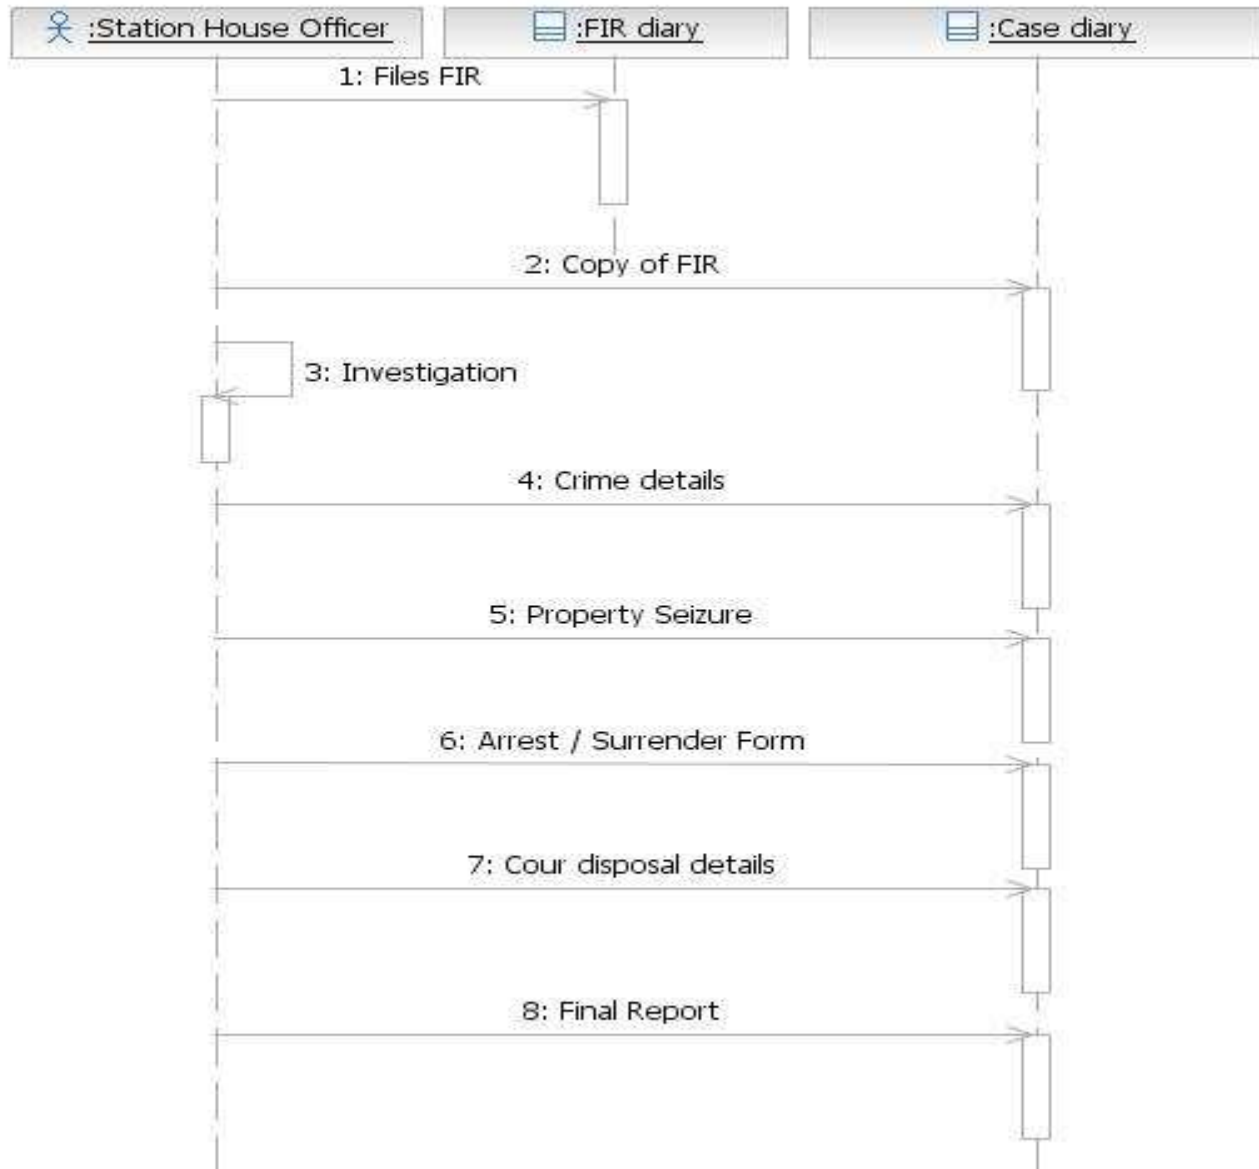 :Station House Officer
:FIR diary
:Case diary
1: Files FIR
2: Copy of FIR
3: Investigation
4: Crime details
5: Property Seizure
6: Arrest / Surrender Form
7: Cour disposal details
8: Final Report